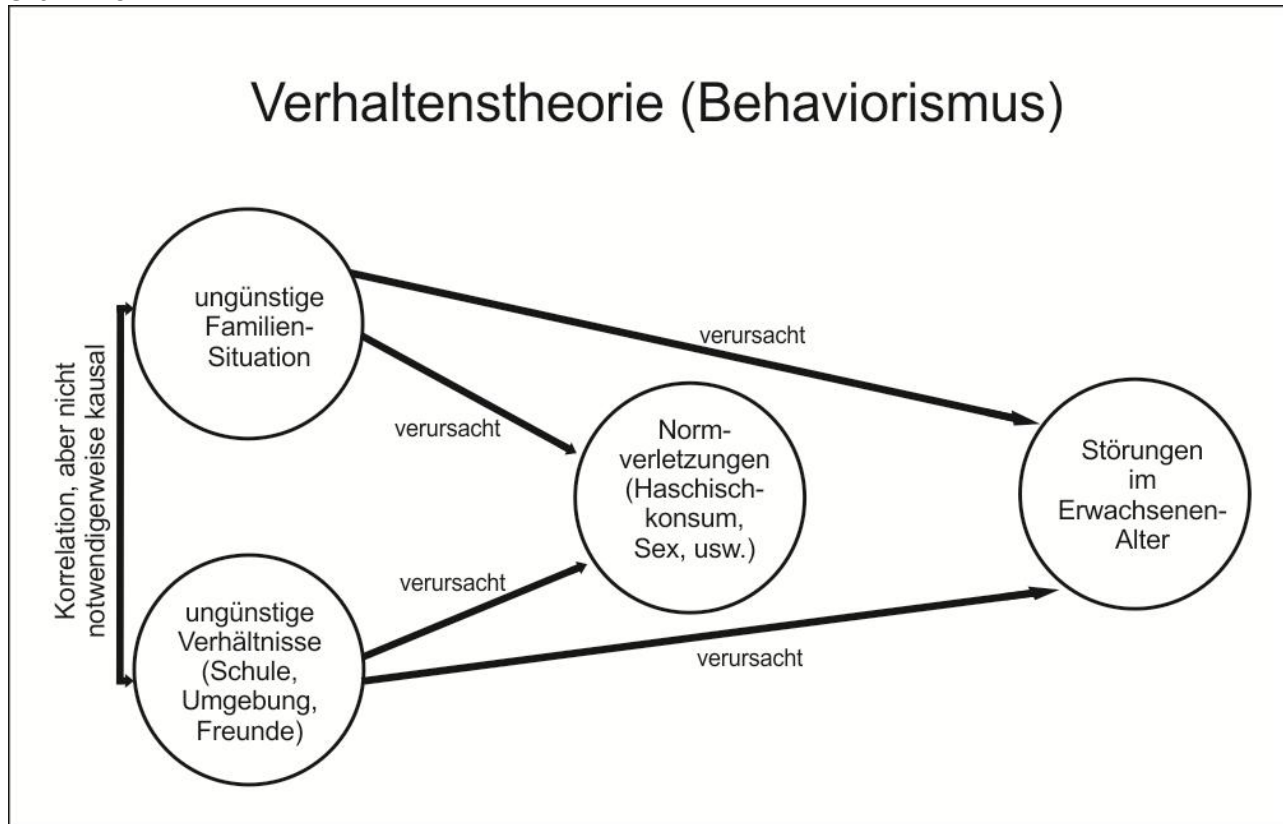 Verhaltenstheorie (Behaviorismus)
Korrelation, aber nicht
notwendigerweise kausal
ungünstige
Familien-
Situation
verursacht
verursacht
Norm-
verletzungen
(Haschisch-
konsum,
Sex, usw.)
Störungen
im
Erwachsenen-
Alter
verursacht
ungünstige
Verhältnisse
(Schule,
Umgebung,
Freunde)
verursacht